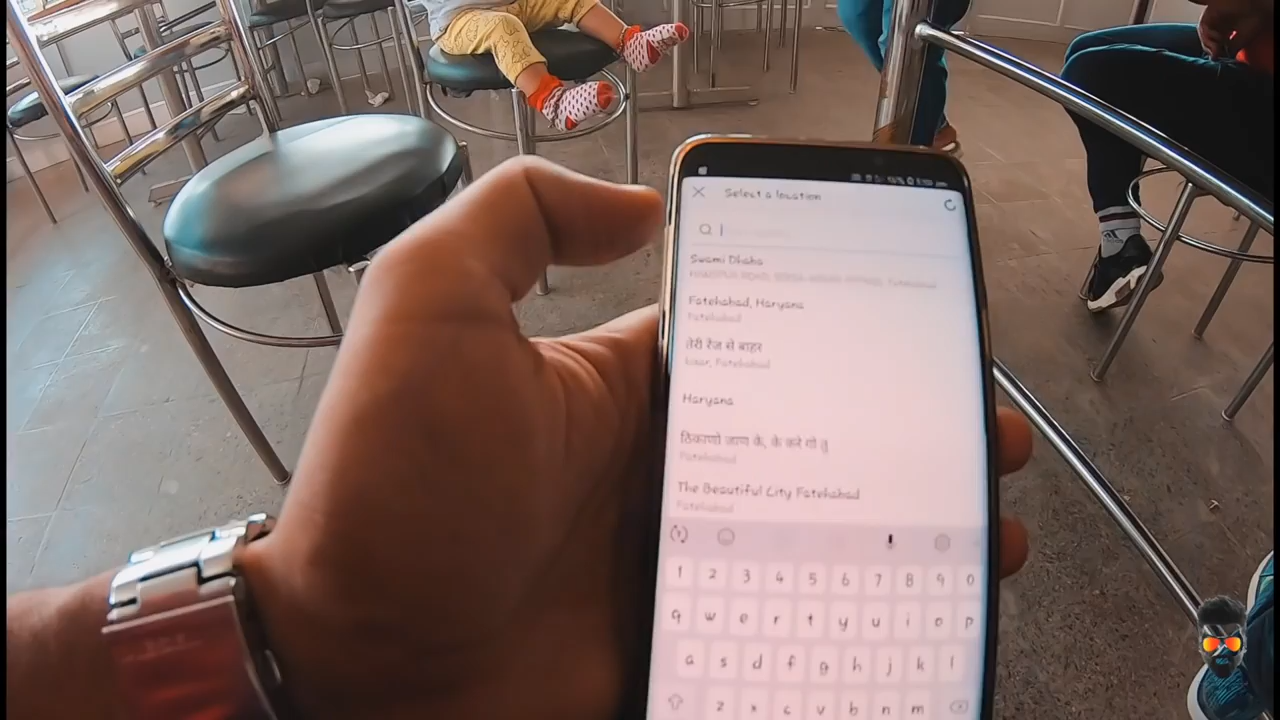 Select a location
Swami Dhaba
Fatehabad, Haryana
Fatehabad
तेरी रेंज से बाहर
hisar, Fatehabad
Haryana
ठिकाणो जाण के, के करे गो तु
Fatehabad
The Beautiful City Fatehabad
Fatehabad
1 2 3 4 5 6 7 8 9 0
q w e r t y u i o p
a s d f g h j k l
z x c v b n m